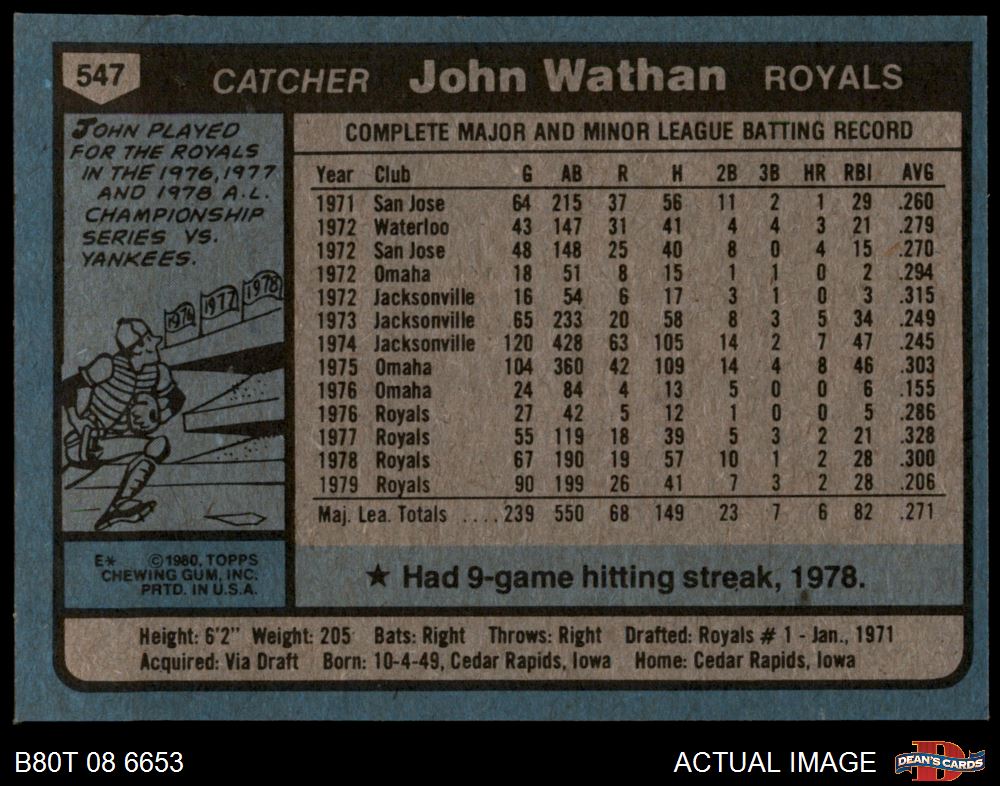 547 CATCHER John Wathan ROYALS
JOHN PLAYED
FOR THE ROYALS
IN THE 1976, 1977
AND 1978 A.L.
CHAMPIONSHIP
SERIES VS.
YANKEES.
1976 1977 1978
COMPLETE MAJOR AND MINOR LEAGUE BATTING RECORD
Year Club G AB R H 2B 3B HR RBI AVG
1971 San Jose 64 215 37 56 11 2 1 29 .260
1972 Waterloo 43 147 31 41 4 4 3 21 .279
1972 San Jose 48 148 25 40 8 0 4 15 .270
1972 Omaha 18 51 8 15 1 1 0 2 .294
1972 Jacksonville 16 54 6 17 3 1 0 3 .315
1973 Jacksonville 65 233 20 58 8 3 5 34 .249
1974 Jacksonville 120 428 63 105 14 2 7 47 .245
1975 Omaha 104 360 42 109 14 4 8 46 .303
1976 Omaha 24 84 4 13 5 0 0 6 .155
1976 Royals 27 42 5 12 1 0 0 5 .286
1977 Royals 55 119 18 39 5 3 2 21 .328
1978 Royals 67 190 19 57 10 1 2 28 .300
1979 Royals 90 199 26 41 7 3 2 28 .206
Maj. Lea. Totals ....239 550 68 149 23 7 6 82 .271
E* ©1980, TOPPS
CHEWING GUM, INC.
PRTD. IN U.S.A.
★ Had 9-game hitting streak, 1978.
Height: 6'2" Weight: 205 Bats: Right Throws: Right Drafted: Royals # 1 - Jan., 1971
Acquired: Via Draft Born: 10-4-49, Cedar Rapids, Iowa Home: Cedar Rapids, Iowa
B80T 08 6653 ACTUAL IMAGE D DEAN'S CARDS